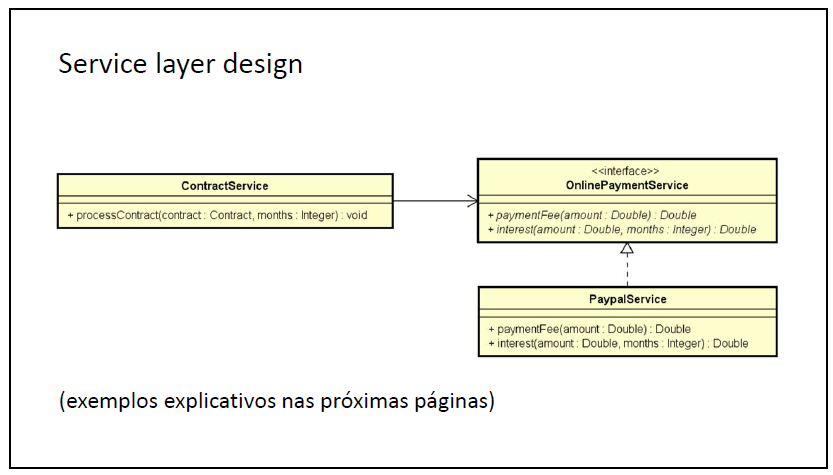 Service layer design
ContractService
+ processContract(contract : Contract, months : Integer) : void
<<interface>>
OnlinePaymentService
+ paymentFee(amount : Double) : Double
+ interest(amount : Double, months : Integer) : Double
PaypalService
+ paymentFee(amount : Double) : Double
+ interest(amount : Double, months : Integer) : Double
(exemplos explicativos nas próximas páginas)